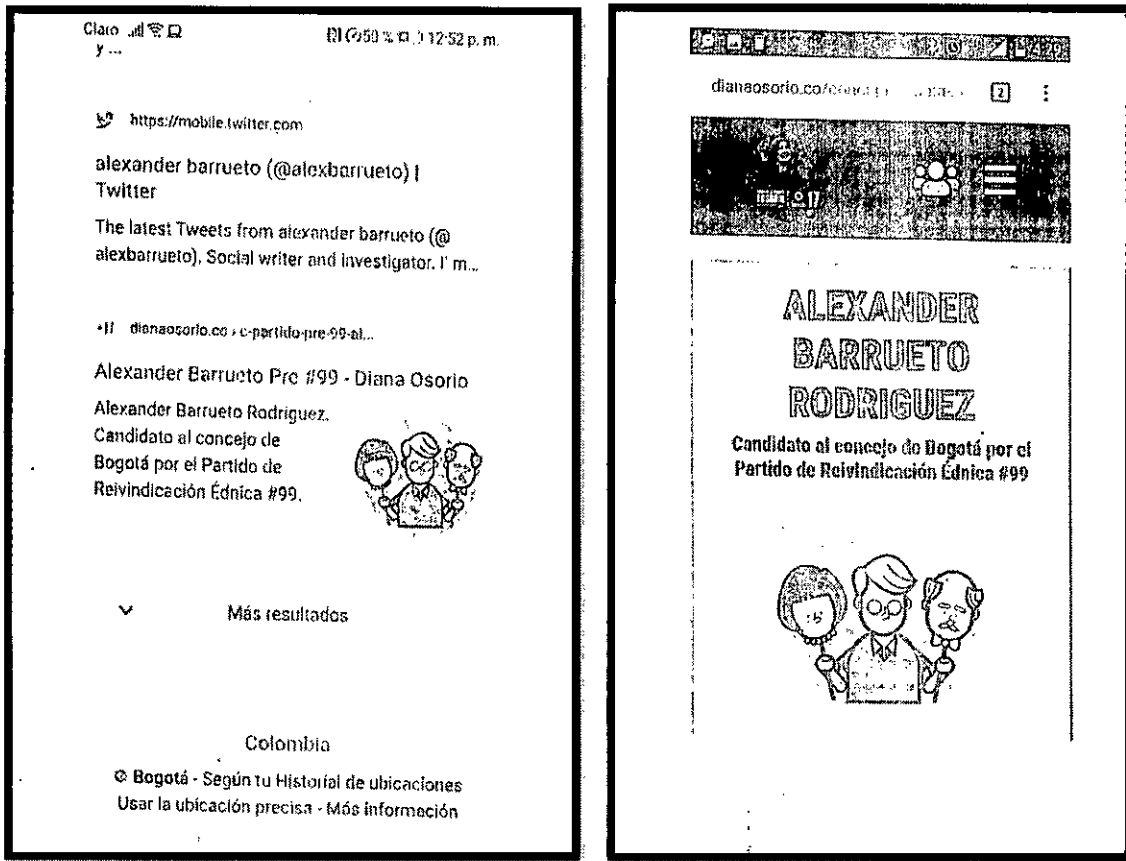 Claro
50 % 12:52 p. m.
y ...
https://mobile.twitter.com
alexander barrueto (@alexbarrueto) |
Twitter
The latest Tweets from alexander barrueto (@
alexbarrueto), Social writer and investigator. I' m...
dianaosorio.co › c-partido-pre-99-al...
Alexander Barrueto Pre #99 - Diana Osorio
Alexander Barrueto Rodriguez.
Candidato al concejo de
Bogotá por el Partido de
Reivindicación Édnica #99.
Más resultados
Colombia
Bogotá - Según tu Historial de ubicaciones
Usar la ubicación precisa - Más información
dianaosorio.co/
2
ALEXANDER
BARRUETO
RODRIGUEZ
Candidato al concejo de Bogotá por el
Partido de Reivindicación Édnica #99